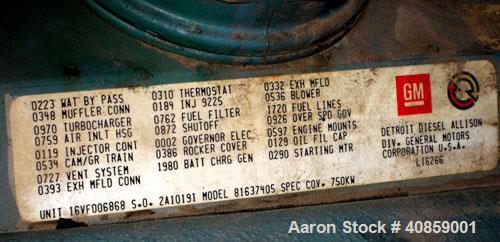 0223 WAT BY PASS
0348 MUFFLER CONN
0970 TURBOCHARGER
0759 AIR INLT HSG
0119 INJECTOR CONT
0534 CAM/GR TRAIN
0727 VENT SYSTEM
0393 EXH MFLD CONN
0310 THERMOSTAT
0184 INJ 9225
0762 FUEL FILTER
0872 SHUTOFF
0002 GOVERNOR ELEC
0386 ROCKER COVER
1980 BATT CHRG GEN
0332 EXH MFLD
0536 BLOWER
1720 FUEL LINES
0926 OVER SPD GOV
0597 ENGINE MOUNTS
0129 OIL FIL CAP
0290 STARTING MTR
GM
DETROIT DIESEL ALLISON
DIV. GENERAL MOTORS
CORPORATION U.S.A.
L16266
UNIT 16VF006868 S.O. 2A10191 MODEL 81637405 SPEC COV. 750KW
Aaron Stock # 40859001